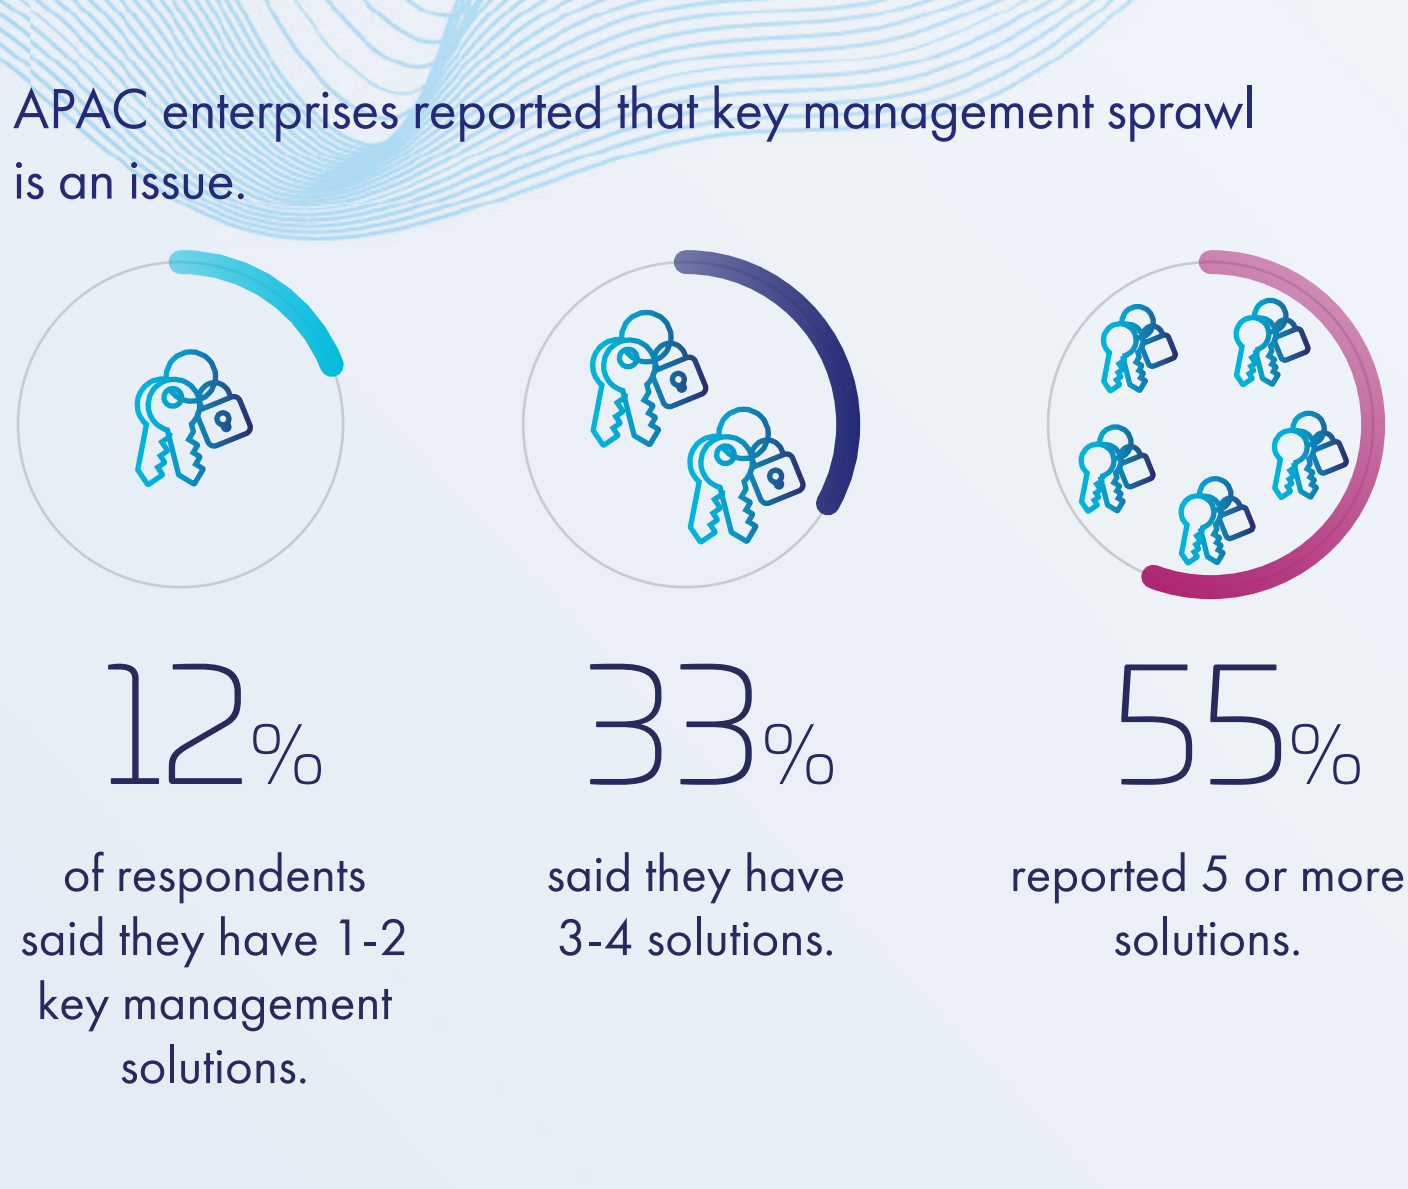 APAC enterprises reported that key management sprawl
is an issue.
12%
of respondents
said they have 1-2
key management
solutions.
33%
said they have
3-4 solutions.
55%
reported 5 or more
solutions.